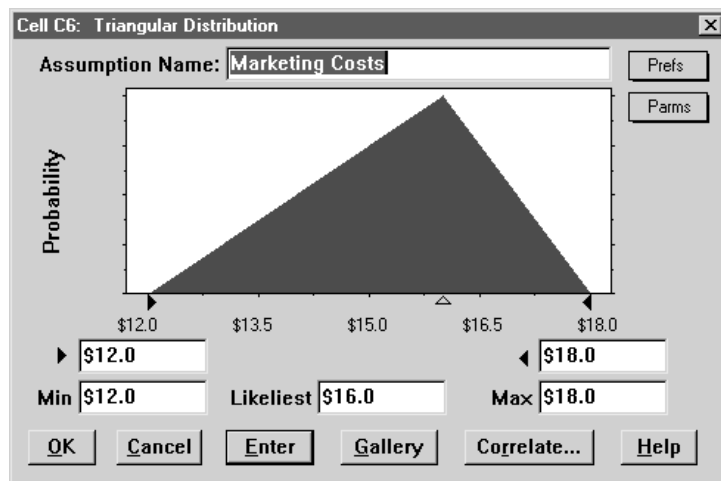 Cell C6: Triangular Distribution
Assumption Name: Marketing Costs
Prefs
Parms
Probability
$12.0 $13.5 $15.0 $16.5 $18.0
$12.0 $18.0
Min $12.0 Likeliest $16.0 Max $18.0
OK Cancel Enter Gallery Correlate... Help